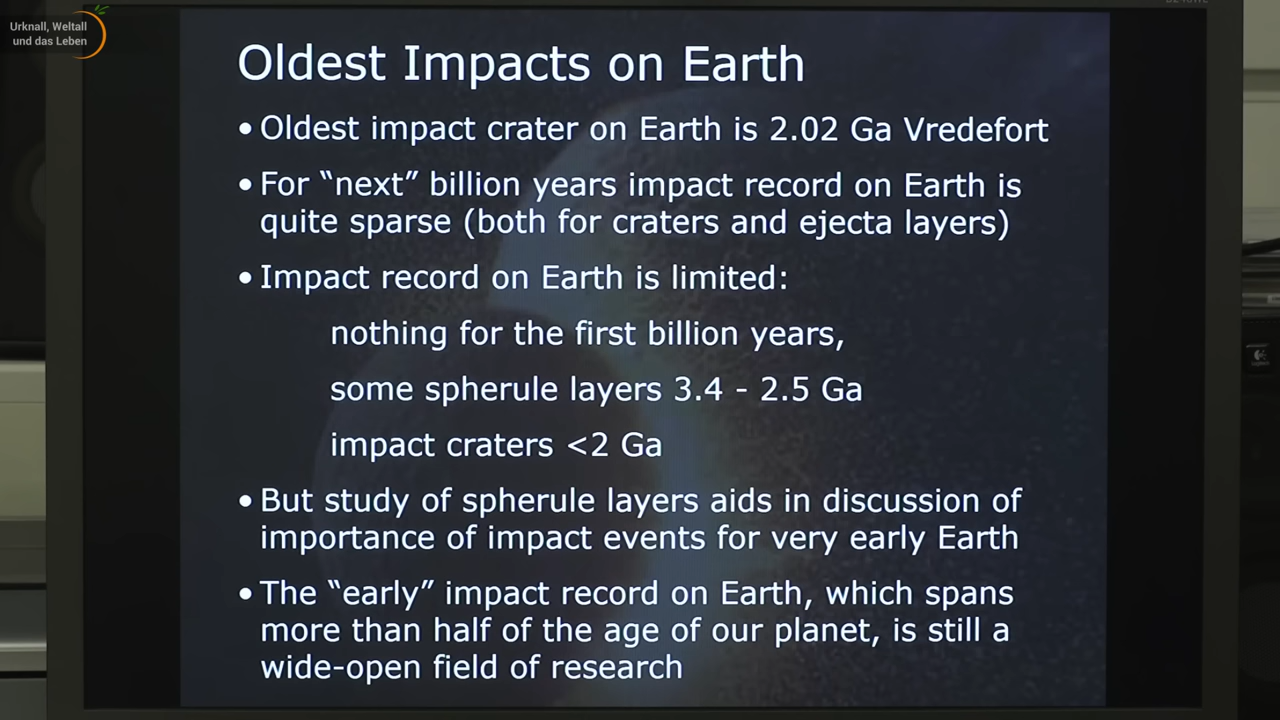 Urknall, Weltall
und das Leben
Oldest Impacts on Earth
• Oldest impact crater on Earth is 2.02 Ga Vredefort
• For “next” billion years impact record on Earth is
quite sparse (both for craters and ejecta layers)
• Impact record on Earth is limited:
nothing for the first billion years,
some spherule layers 3.4 - 2.5 Ga
impact craters <2 Ga
• But study of spherule layers aids in discussion of
importance of impact events for very early Earth
• The “early” impact record on Earth, which spans
more than half of the age of our planet, is still a
wide-open field of research